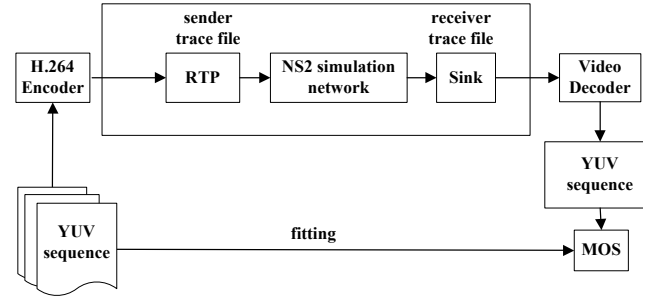 sender
trace file
receiver
trace file
H.264
Encoder
RTP
NS2 simulation
network
Sink
Video
Decoder
YUV
sequence
YUV
sequence
fitting
MOS